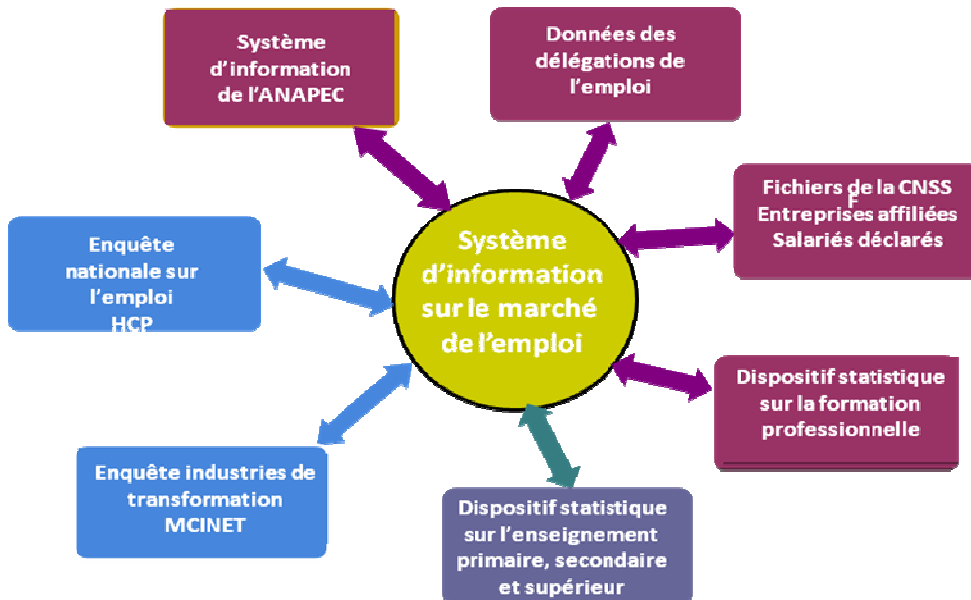 Système
d'information
de l'ANAPEC
Données des
délégations de
l'emploi
Fichiers de la CNSS
F
Entreprises affiliées
Salariés déclarés
Enquête
nationale sur
l'emploi
HCP
Système
d'information
sur le marché
de l'emploi
Dispositif statistique
sur la formation
professionnelle
Enquête industries de
transformation
MCINET
Dispositif statistique
sur l'enseignement
primaire, secondaire
et supérieur